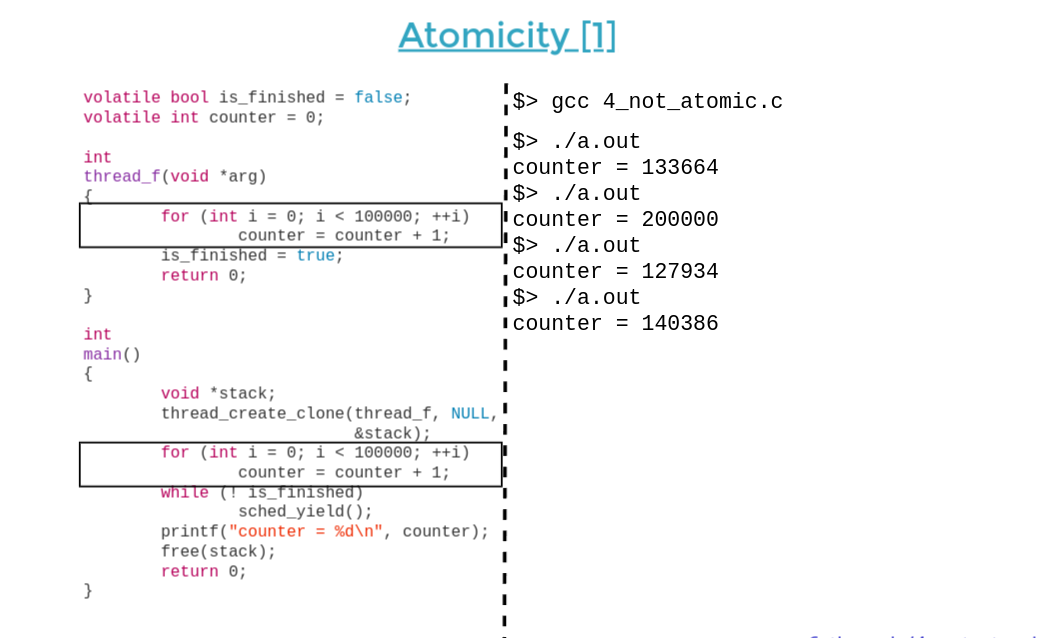 Atomicity [1]
volatile bool is_finished = false;
volatile int counter = 0;
int
thread_f(void *arg)
{
for (int i = 0; i < 100000; ++i)
counter = counter + 1;
is_finished = true;
return 0;
}
int
main()
{
void *stack;
thread_create_clone(thread_f, NULL,
&stack);
for (int i = 0; i < 100000; ++i)
counter = counter + 1;
while (! is_finished)
sched_yield();
printf("counter = %d\n", counter);
free(stack);
return 0;
}
$> gcc 4_not_atomic.c
$> ./a.out
counter = 133664
$> ./a.out
counter = 200000
$> ./a.out
counter = 127934
$> ./a.out
counter = 140386